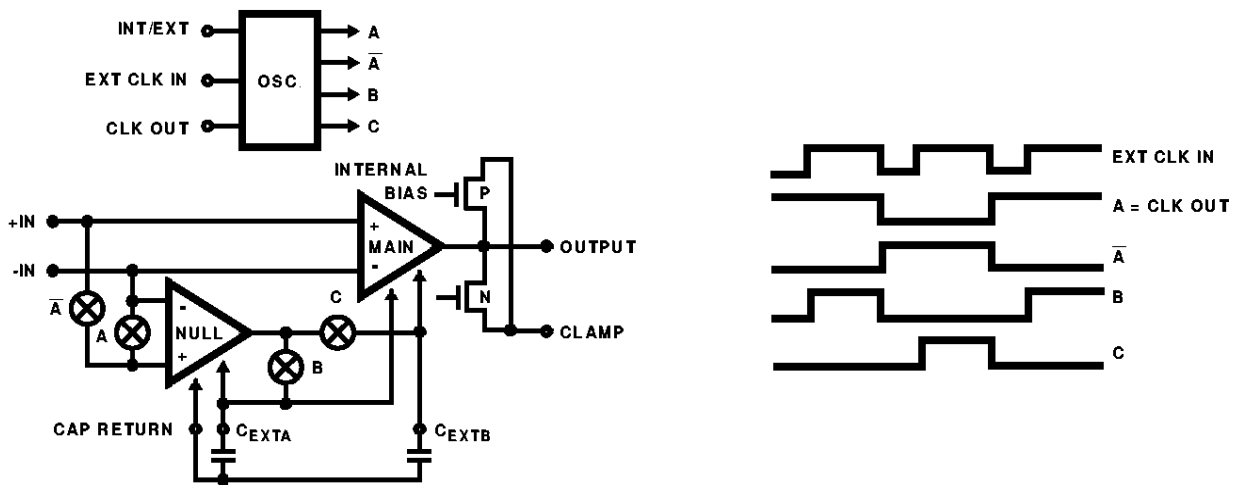 INT/EXT
EXT CLK IN
CLK OUT
OSC.
A
A̅
B
C
INTERNAL
BIAS
P
+IN
-IN
+
MAIN
-
OUTPUT
N
CLAMP
A̅
A
-
NULL
+
C
B
CAP RETURN
CEXTA
CEXTB
EXT CLK IN
A = CLK OUT
A̅
B
C